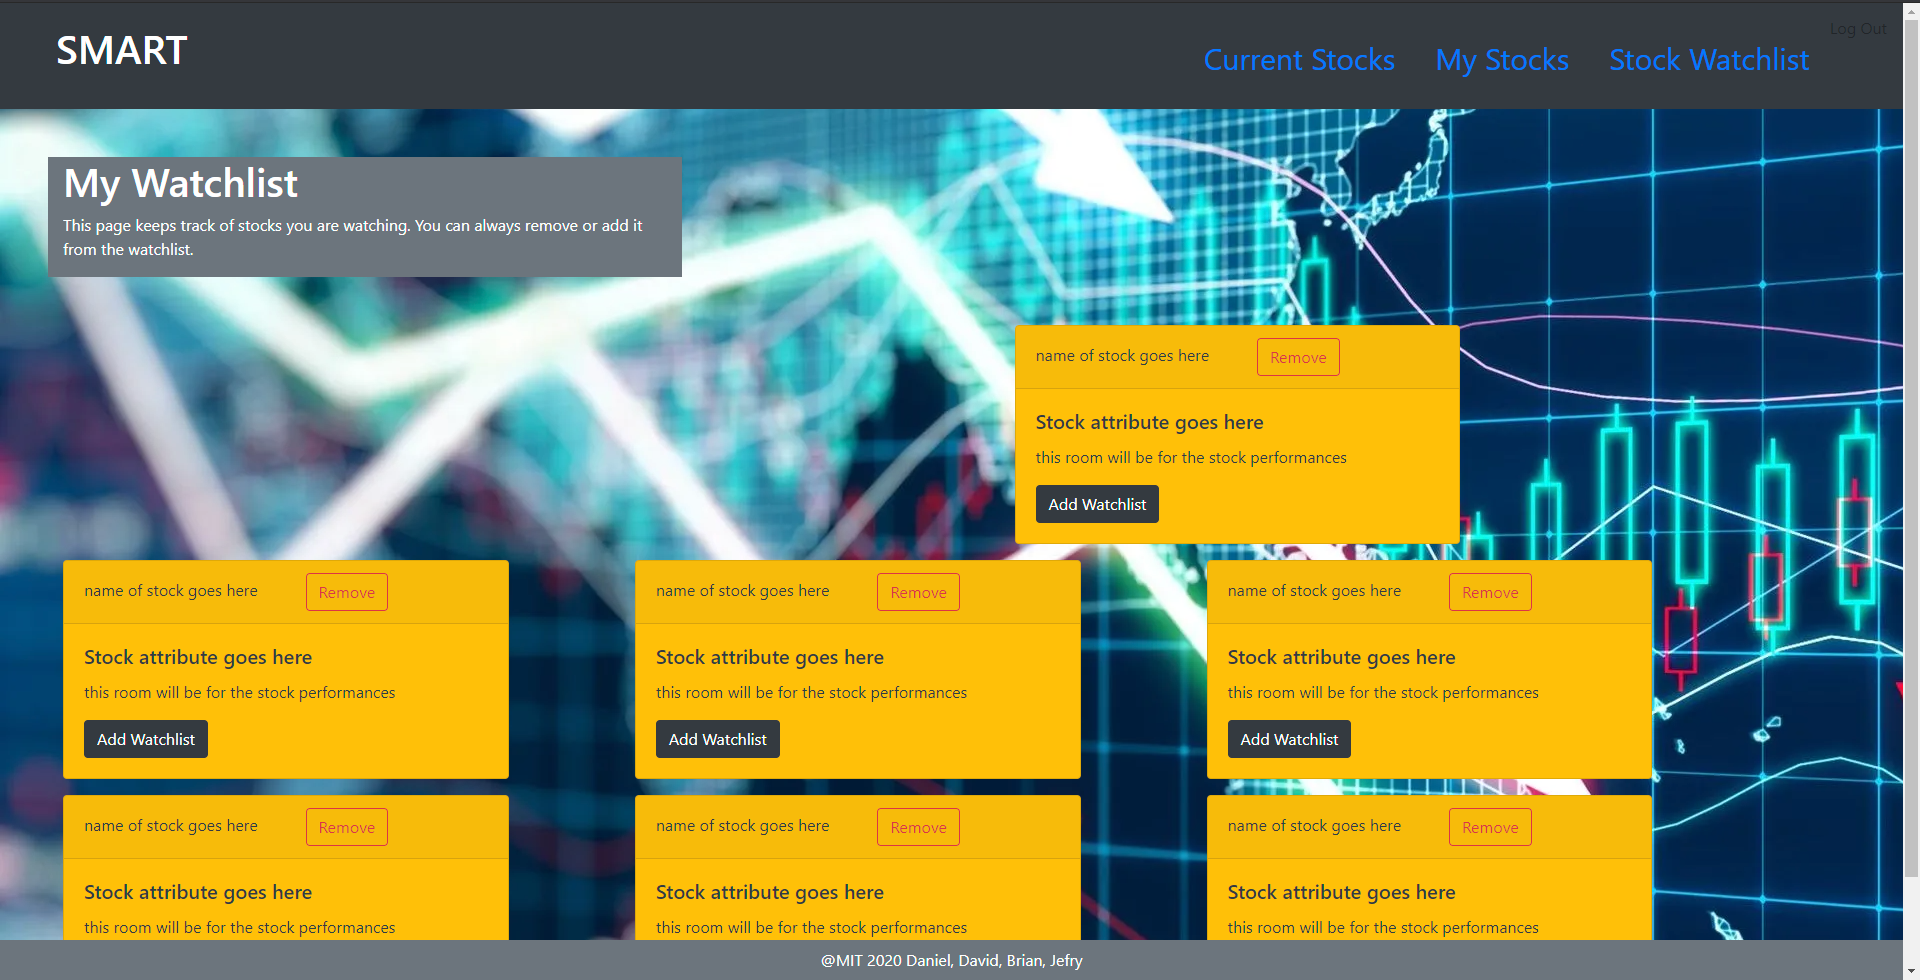 SMART
Current Stocks
My Stocks
Stock Watchlist
Log Out
My Watchlist
This page keeps track of stocks you are watching. You can always remove or add it
from the watchlist.
name of stock goes here
Remove
Stock attribute goes here
this room will be for the stock performances
Add Watchlist
name of stock goes here
Remove
Stock attribute goes here
this room will be for the stock performances
Add Watchlist
name of stock goes here
Remove
Stock attribute goes here
this room will be for the stock performances
Add Watchlist
name of stock goes here
Remove
Stock attribute goes here
this room will be for the stock performances
Add Watchlist
name of stock goes here
Remove
Stock attribute goes here
this room will be for the stock performances
name of stock goes here
Remove
Stock attribute goes here
this room will be for the stock performances
name of stock goes here
Remove
Stock attribute goes here
this room will be for the stock performances
@MIT 2020 Daniel, David, Brian, Jefry